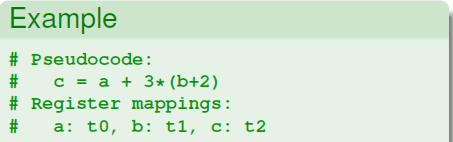 Example
# Pseudocode:
#   c = a + 3*(b+2)
# Register mappings:
#   a: t0, b: t1, c: t2